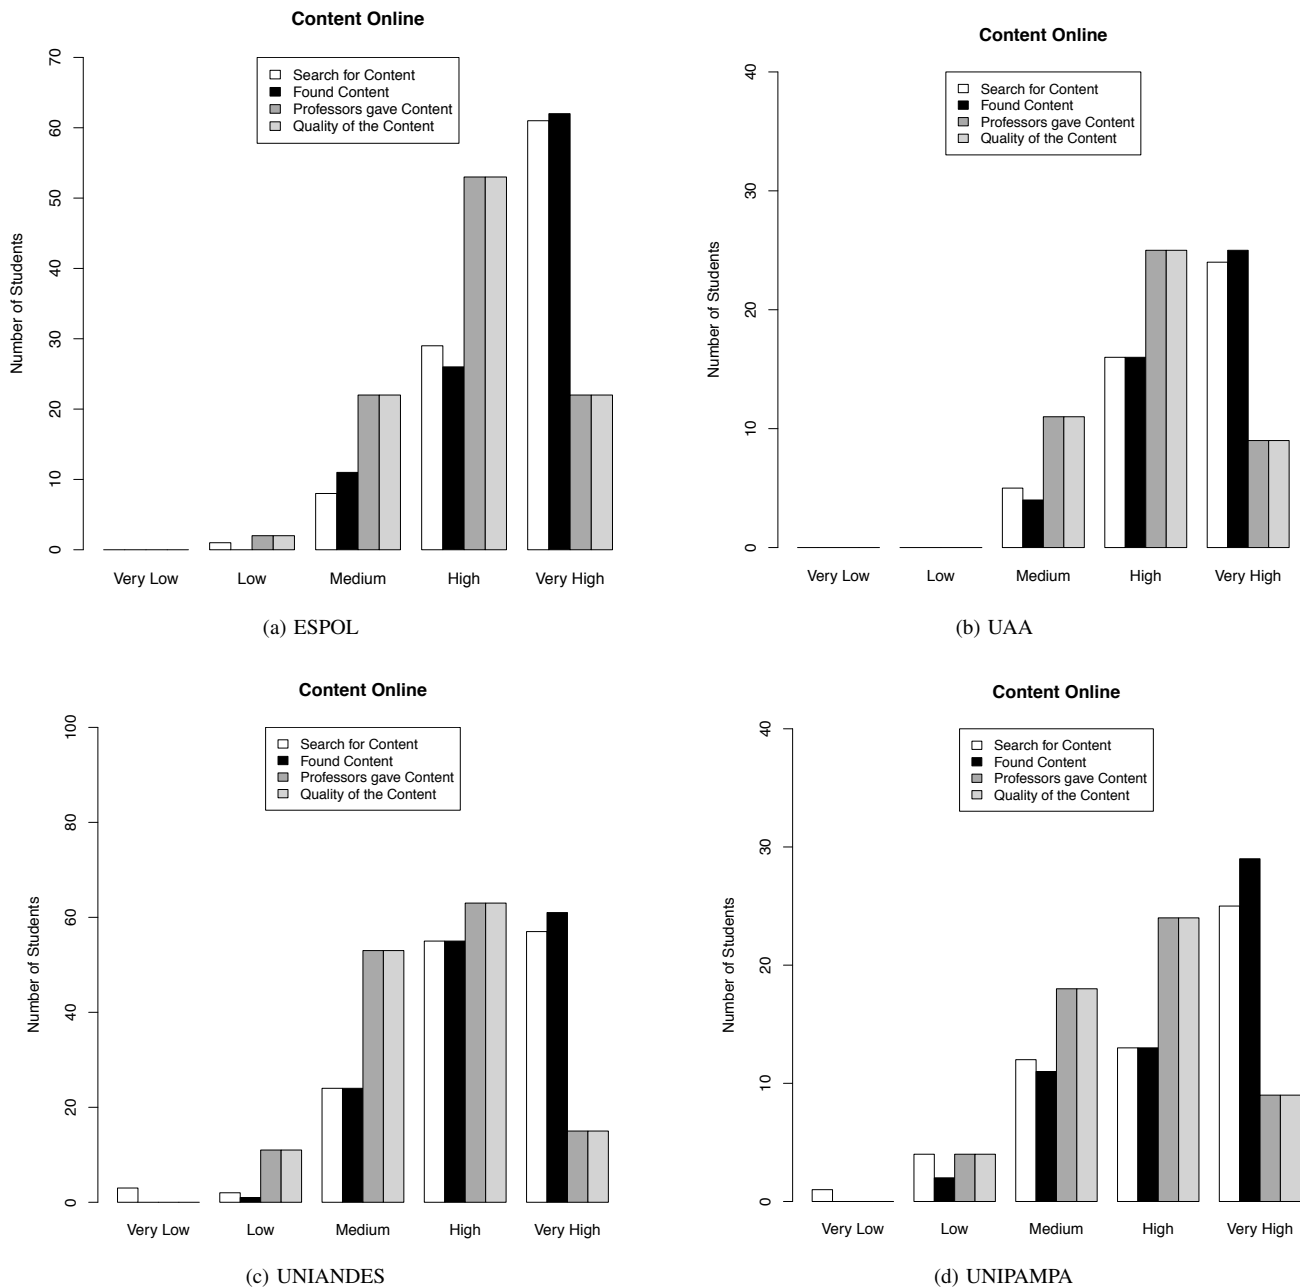 Content Online
Search for Content
Found Content
Professors gave Content
Quality of the Content
Number of Students
70
60
50
40
30
20
10
0
Very Low Low Medium High Very High
(a) ESPOL
Content Online
Search for Content
Found Content
Professors gave Content
Quality of the Content
Number of Students
40
30
20
10
0
Very Low Low Medium High Very High
(b) UAA
Content Online
Search for Content
Found Content
Professors gave Content
Quality of the Content
Number of Students
100
80
60
40
20
0
Very Low Low Medium High Very High
(c) UNIANDES
Content Online
Search for Content
Found Content
Professors gave Content
Quality of the Content
Number of Students
40
30
20
10
0
Very Low Low Medium High Very High
(d) UNIPAMPA